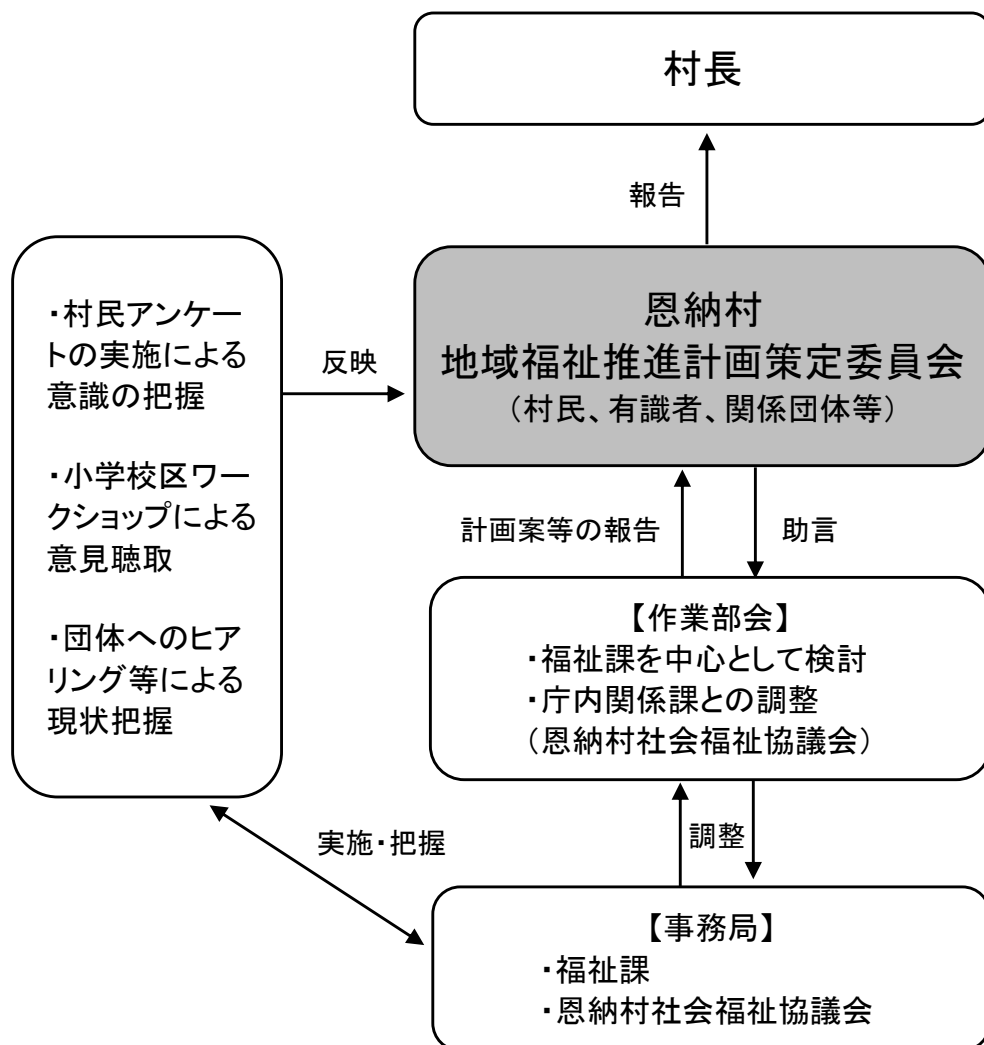 村長
報告
恩納村
地域福祉推進計画策定委員会
（村民、有識者、関係団体等）
・村民アンケー
トの実施による
意識の把握
・小学校区ワー
クショップによる
意見聴取
・団体へのヒア
リング等による
現状把握
反映
計画案等の報告
助言
【作業部会】
・福祉課を中心として検討
・庁内関係課との調整
（恩納村社会福祉協議会）
実施・把握
調整
【事務局】
・福祉課
・恩納村社会福祉協議会